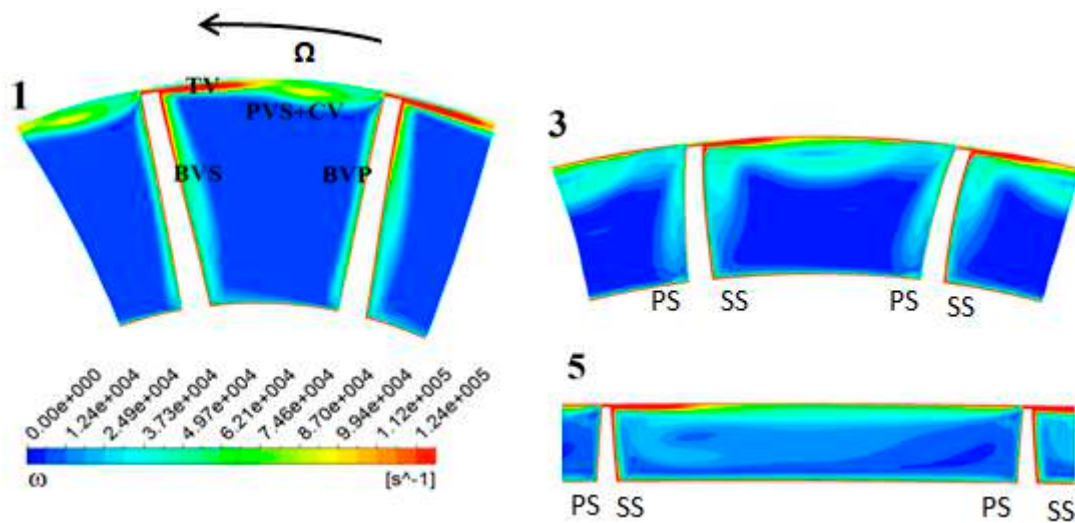 Ω
1
TV
PVS+CV
BVS
BVP
0.00e+000
1.24e+004
2.49e+004
3.73e+004
4.97e+004
6.21e+004
7.46e+004
8.70e+004
9.94e+004
1.12e+005
1.24e+005
ω
[s^-1]
3
PS
SS
PS
SS
5
PS
SS
PS
SS